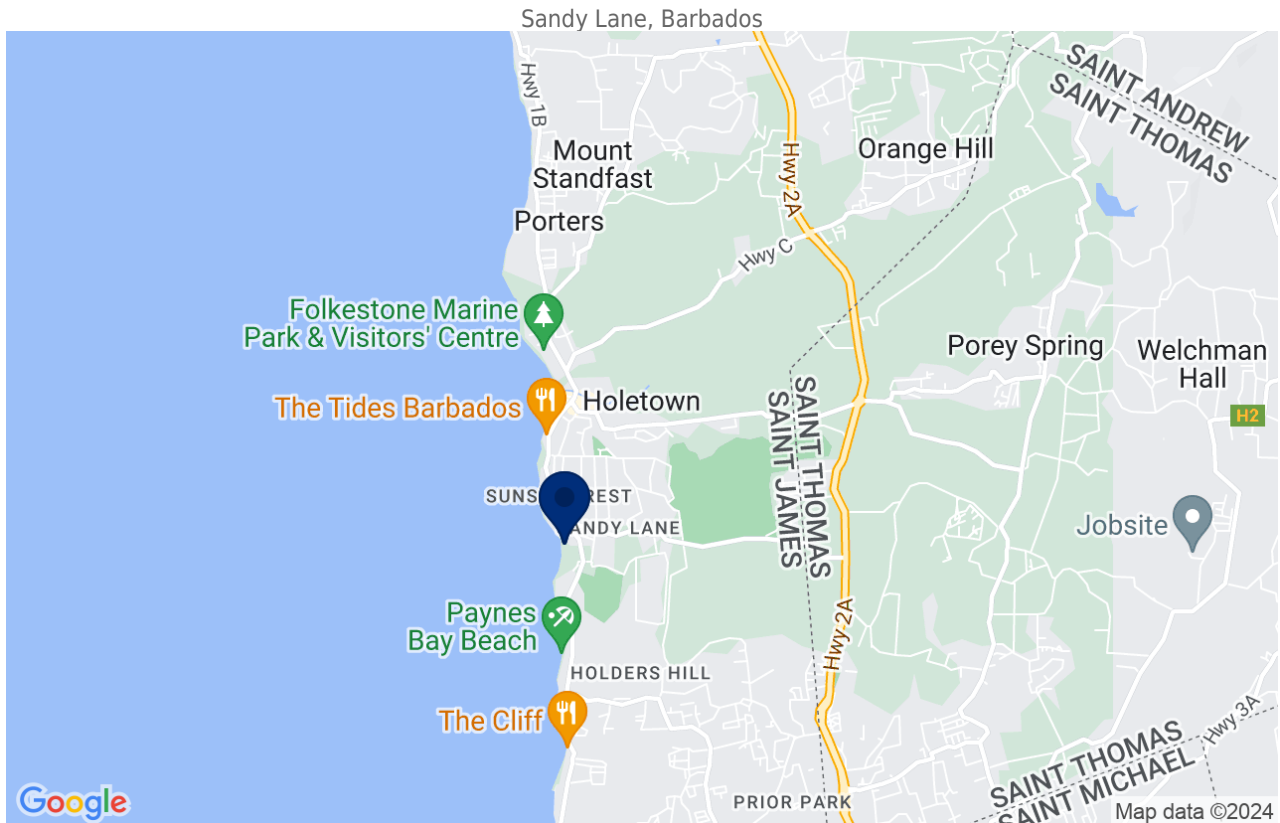 Sandy Lane, Barbados
Hwy 1B
SAINT ANDREW
SAINT THOMAS
Mount
Standfast
Orange Hill
Hwy 2A
Porters
Hwy C
Folkestone Marine
Park & Visitors' Centre
Porey Spring
Welchman
Hall
The Tides Barbados
Holetown
SAINT THOMAS
SAINT JAMES
H2
SUNS
REST
ANDY LANE
Jobsite
Paynes
Bay Beach
Hwy 2A
HOLDERS HILL
The Cliff
Hwy 3A
SAINT THOMAS
SAINT MICHAEL
PRIOR PARK
Google
Map data ©2024